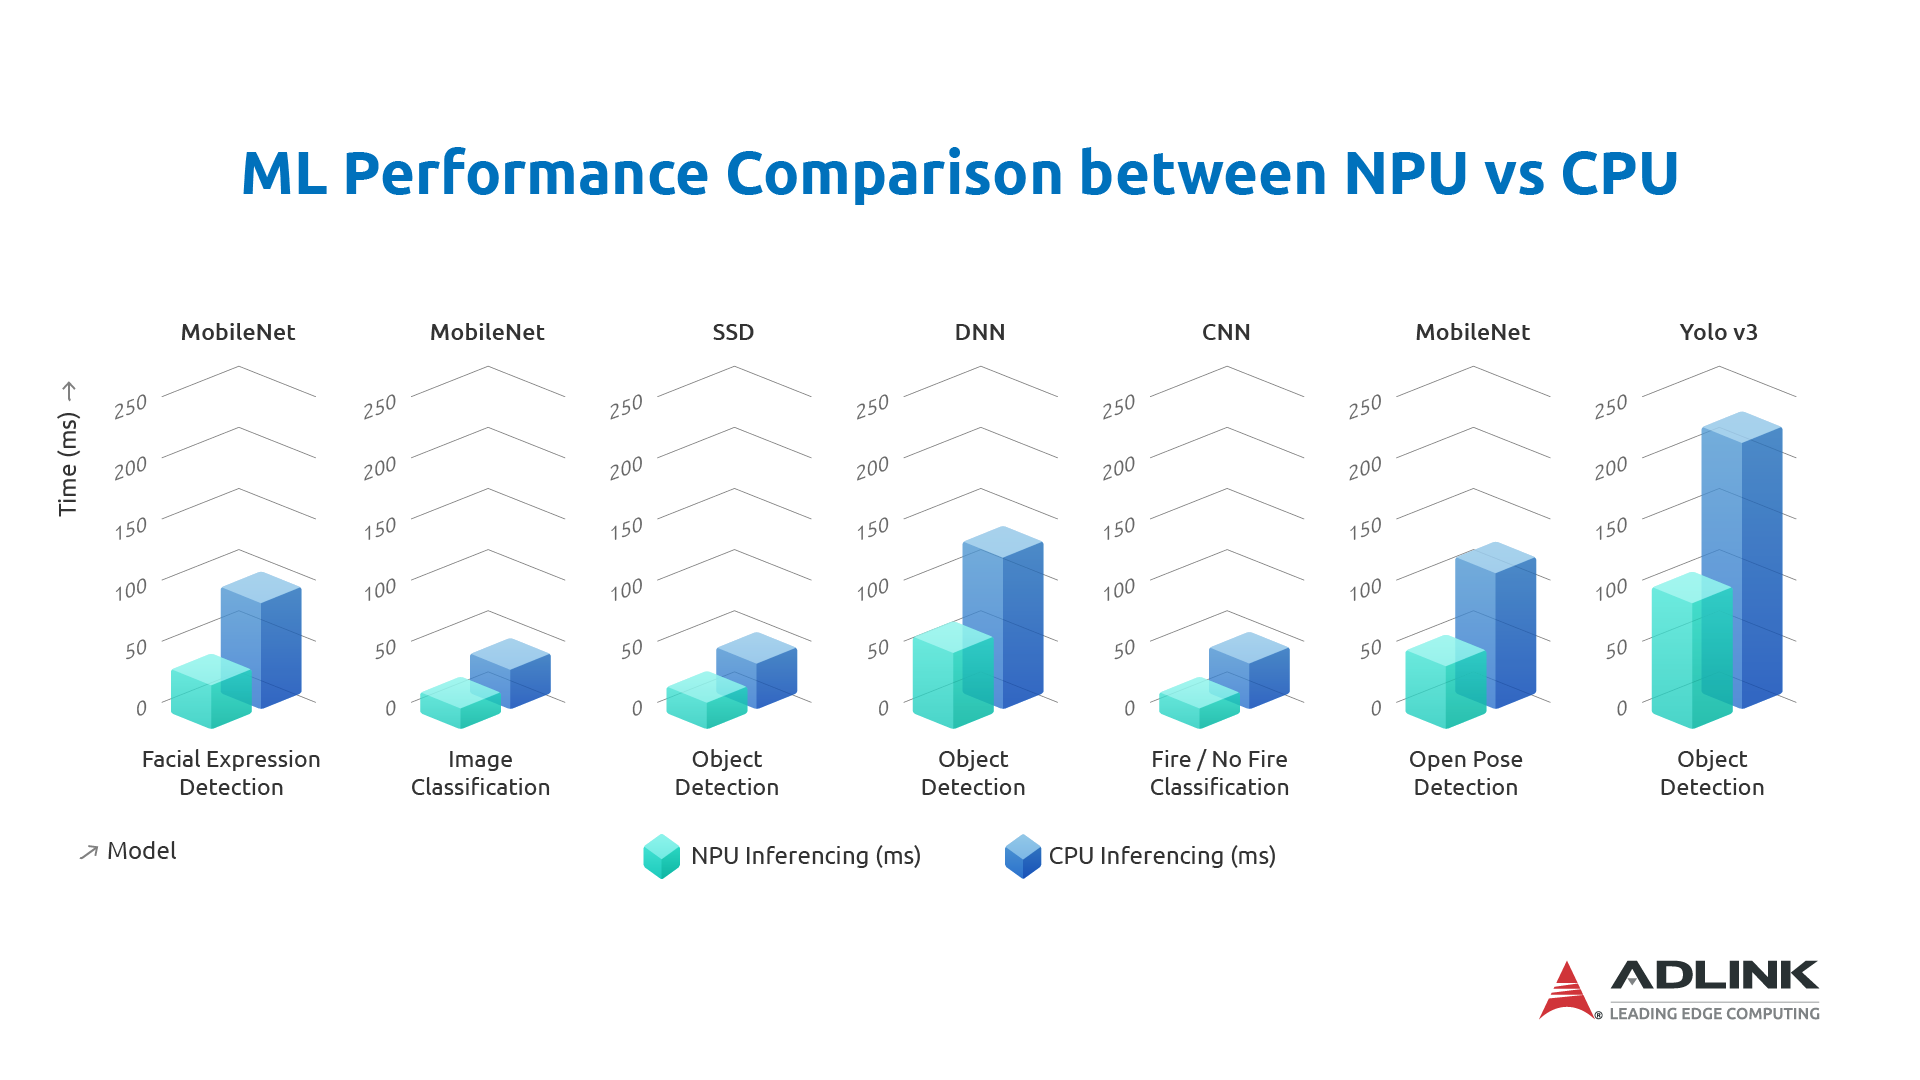 ML Performance Comparison between NPU vs CPU
Time (ms)
MobileNet
250
200
150
100
50
0
Facial Expression
Detection
MobileNet
250
200
150
100
50
0
Image
Classification
SSD
250
200
150
100
50
0
Object
Detection
DNN
250
200
150
100
50
0
Object
Detection
CNN
250
200
150
100
50
0
Fire / No Fire
Classification
MobileNet
250
200
150
100
50
0
Open Pose
Detection
Yolo v3
250
200
150
100
50
0
Object
Detection
Model
NPU Inferencing (ms)
CPU Inferencing (ms)
ADLINK
® LEADING EDGE COMPUTING